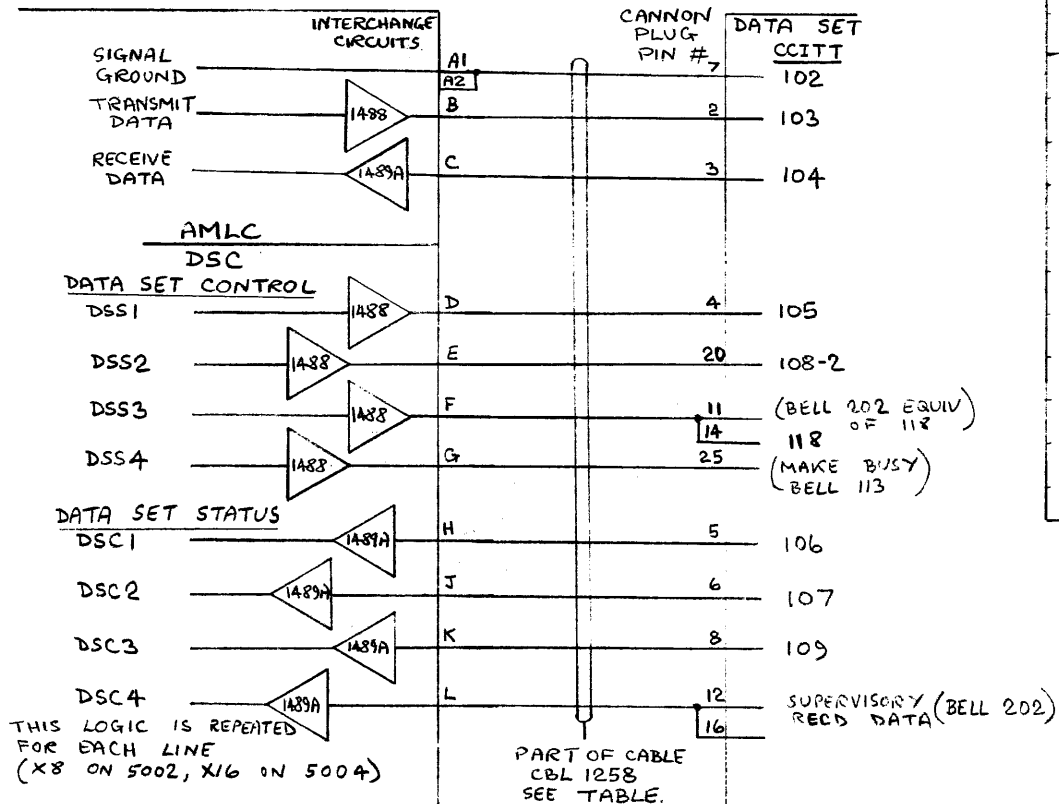 INTERCHANGE
CIRCUITS
CANNON
PLUG
PIN #
DATA SET
CCITT
SIGNAL
GROUND
A1
A2
7
102
TRANSMIT
DATA
1488
B
2
103
RECEIVE
DATA
1489A
C
3
104
AMLC
DSC
DATA SET CONTROL
DSS1
1488
D
4
105
DSS2
1488
E
20
108-2
DSS3
1488
F
11
(BELL 202 EQUIV
OF 118)
14
118
DSS4
1488
G
25
(MAKE BUSY)
BELL 113
DATA SET STATUS
DSC1
1489A
H
5
106
DSC2
1489A
J
6
107
DSC3
1489A
K
8
109
DSC4
1489A
L
12
16
SUPERVISORY (BELL 202)
RECD DATA
THIS LOGIC IS REPEATED
FOR EACH LINE
(X8 ON 5002, X16 ON 5004)
PART OF CABLE
CBL 1258
SEE TABLE.